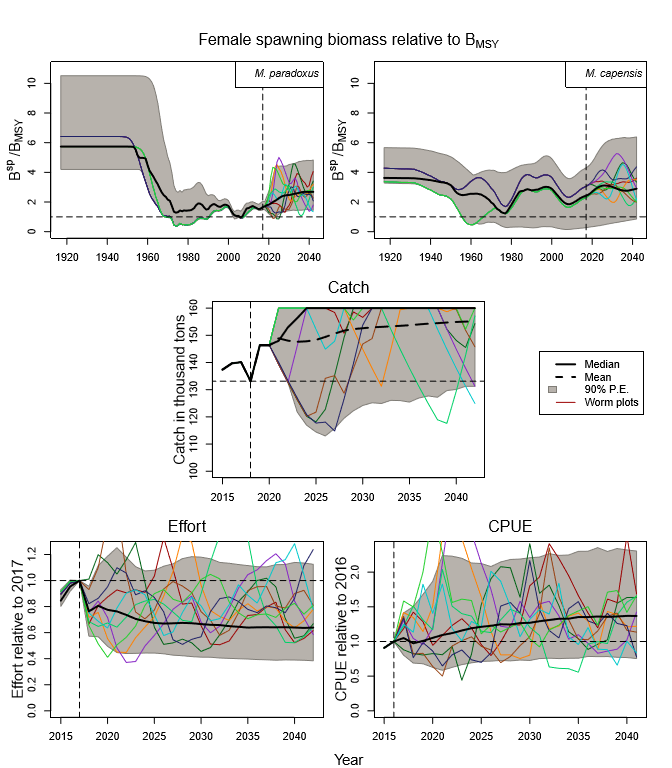 Female spawning biomass relative to BMSY
M. paradoxus
M. capensis
Bsp/BMSY
0 2 4 6 8 10
1920 1940 1960 1980 2000 2020 2040
Bsp/BMSY
0 2 4 6 8 10
1920 1940 1960 1980 2000 2020 2040
Catch
Catch in thousand tons
100 110 120 130 140 150 160
2015 2020 2025 2030 2035 2040
Median
Mean
90% P.E.
Worm plots
Effort
Effort relative to 2017
0.0 0.2 0.4 0.6 0.8 1.0 1.2
2015 2020 2025 2030 2035 2040
CPUE
CPUE relative to 2016
0.0 0.5 1.0 1.5 2.0
2015 2020 2025 2030 2035 2040
Year